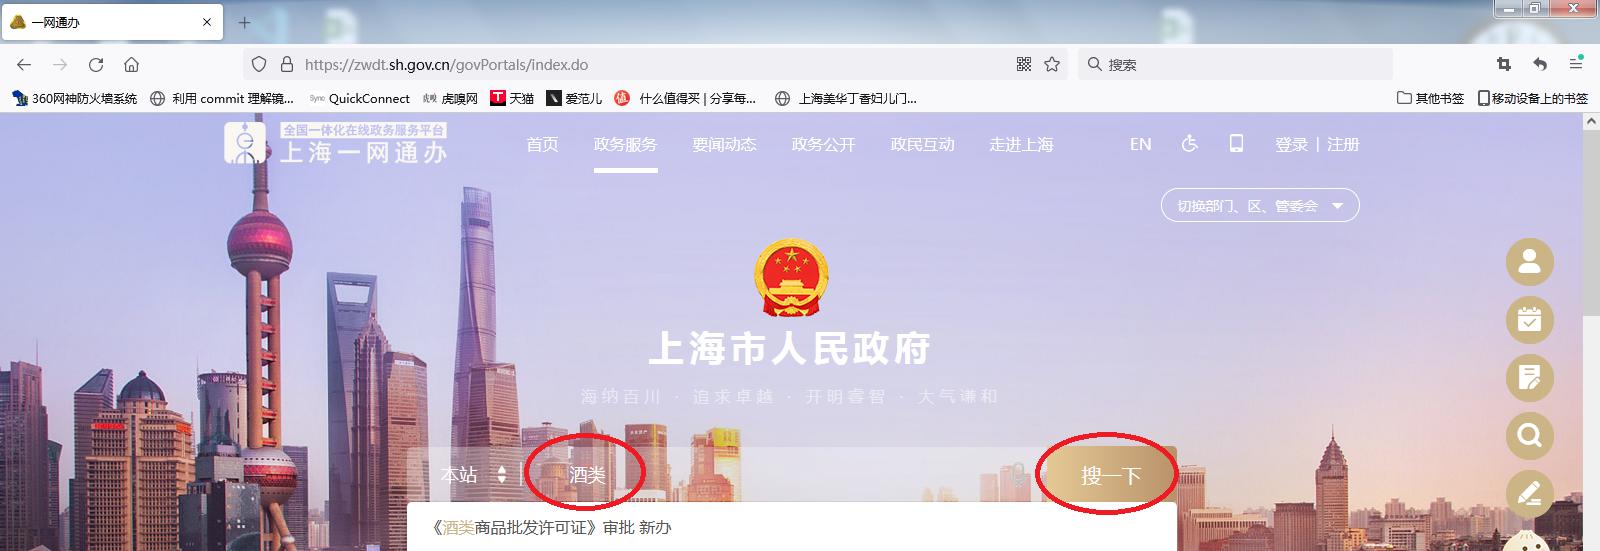 一网通办
https://zwdt.sh.gov.cn/govPortals/index.do
搜索
360网神防火墙系统 利用 commit 理解镜... Sync QuickConnect 虎嗅 虎嗅网 T 天猫 爱范儿 值 什么值得买 | 分享每... 上海美华丁香妇儿门... 其他书签 移动设备上的书签
全国一体化在线政务服务平台
上海一网通办
首页 政务服务 要闻动态 政务公开 政民互动 走进上海 EN 登录 | 注册
切换部门、区、管委会
上海市人民政府
海纳百川 · 追求卓越 · 开明睿智 · 大气谦和
本站 酒类 搜一下
《酒类商品批发许可证》审批 新办